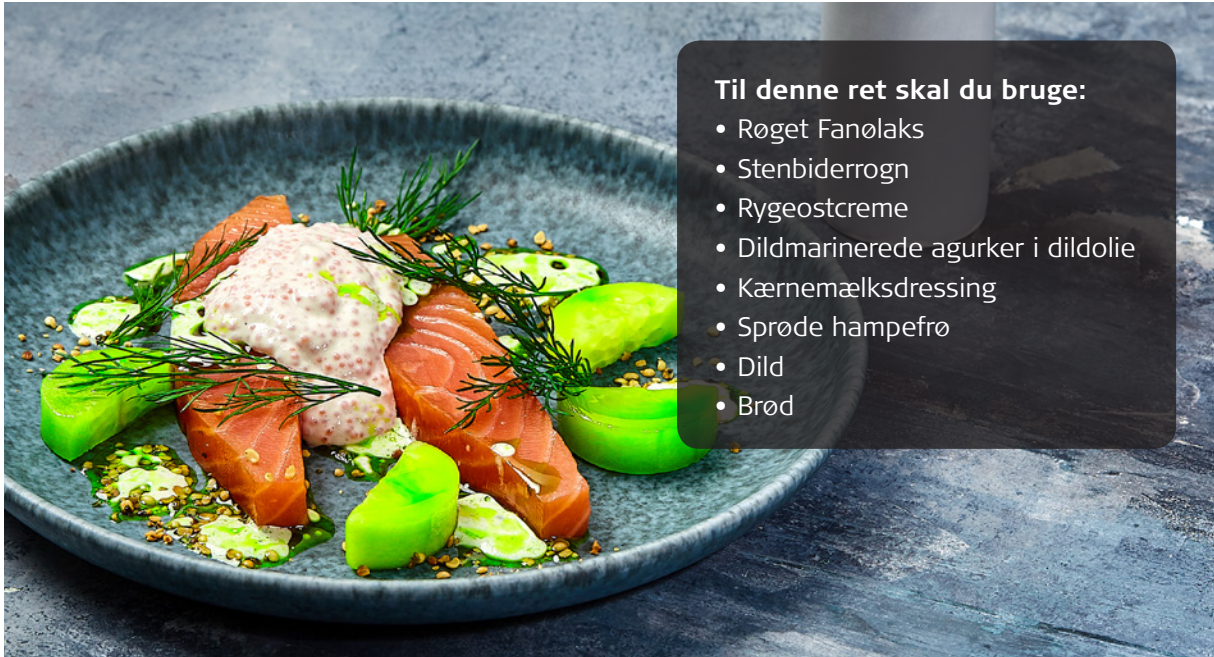 Til denne ret skal du bruge:
• Røget Fanølaks
• Stenbiderrogn
• Rygeostcreme
• Dildmarinerede agurker i dildolie
• Kærnemælksdressing
• Sprøde hampefrø
• Dild
• Brød